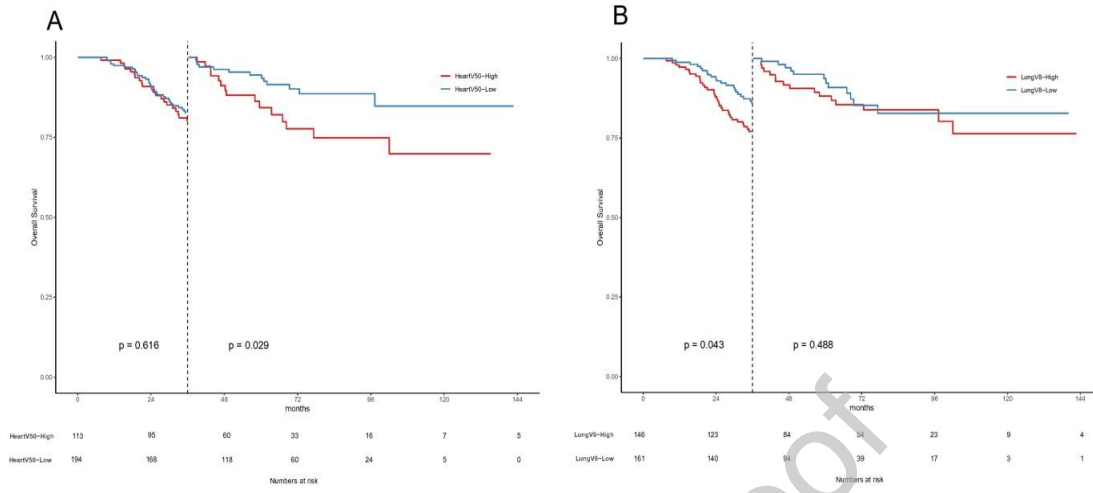 A
1.00
0.75
0.50
0.25
0.00
Overall Survival
HeartV50-High
HeartV50-Low
p = 0.616
p = 0.029
0 24 48 72 96 120 144
months
HeartV50-High 113 95 60 33 16 7 5
HeartV50-Low 194 168 118 60 24 5 0
Numbers at risk
B
1.00
0.75
0.50
0.25
0.00
Overall Survival
LungV8-High
LungV8-Low
p = 0.043
p = 0.488
0 24 48 72 96 120 144
months
LungV8-High 146 123 84 54 23 9 4
LungV8-Low 161 140 94 39 17 3 1
Numbers at risk
oof